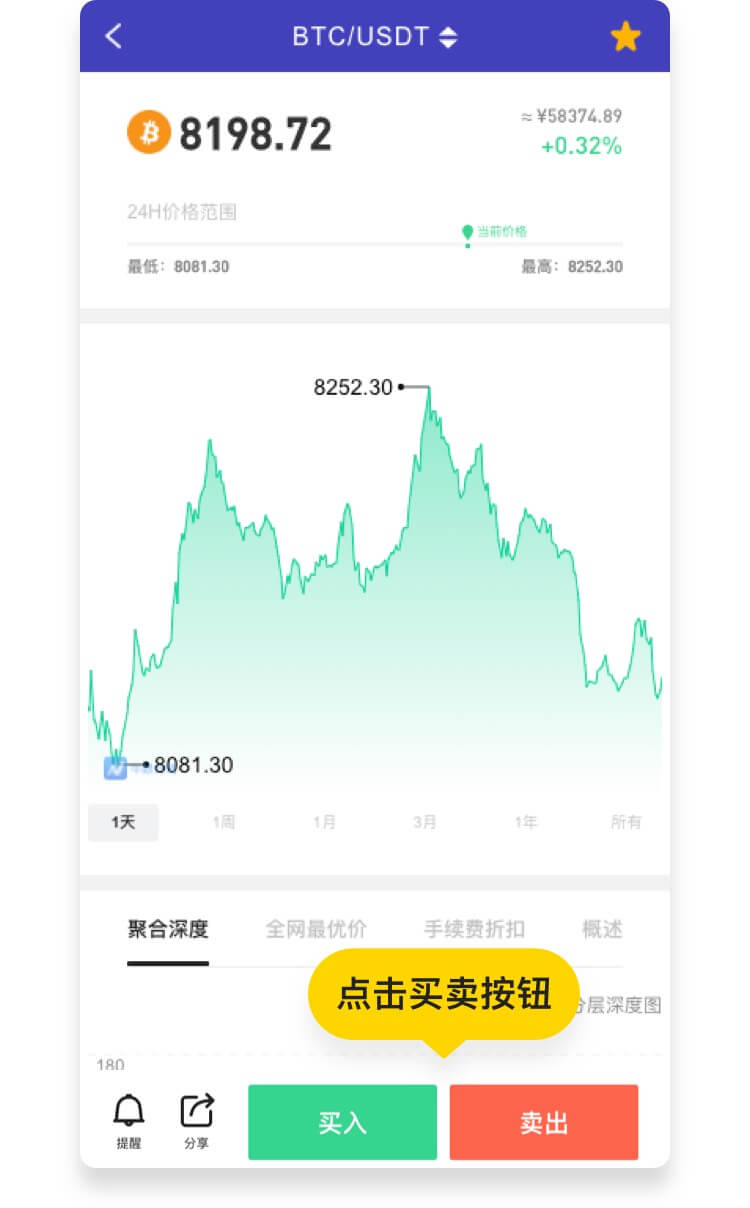 BTC/USDT
8198.72
≈ ¥58374.89
+0.32%
24H价格范围
当前价格
最低: 8081.30
最高: 8252.30
8252.30
8081.30
1天 1周 1月 3月 1年 所有
聚合深度 全网最优价 手续费折扣 概述
点击买卖按钮
分层深度图
180
提醒 分享 买入 卖出